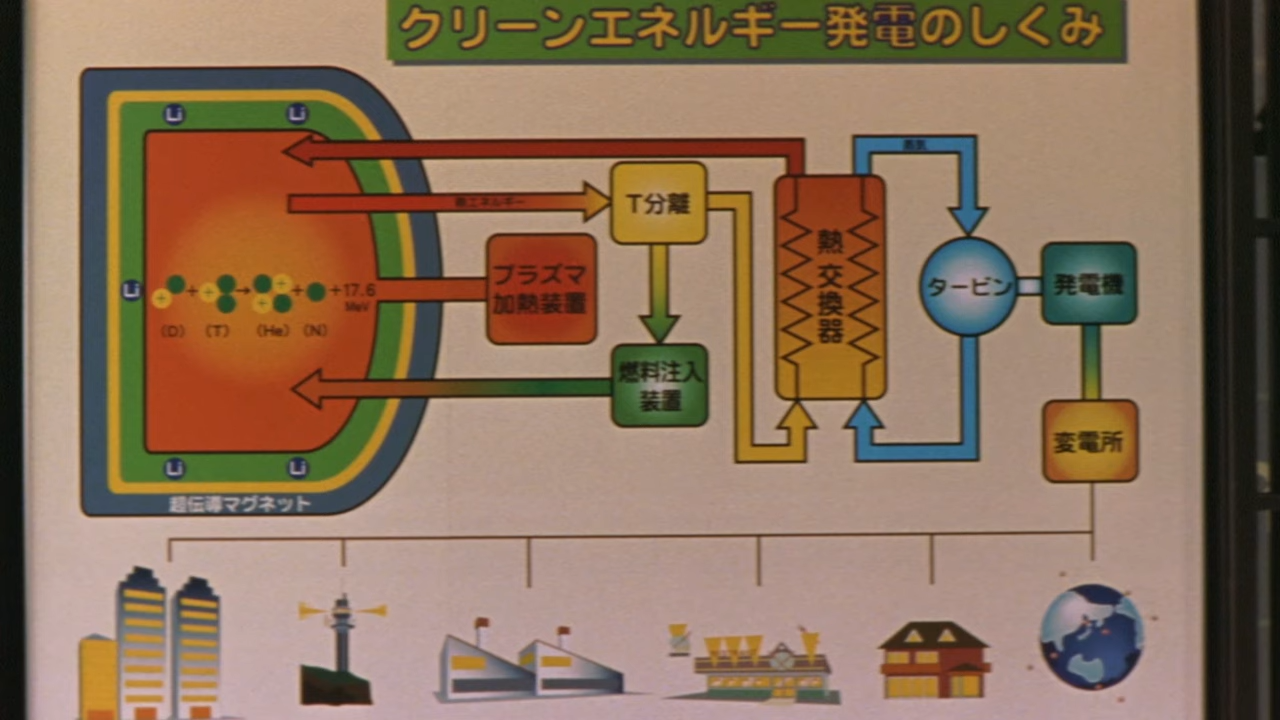 クリーンエネルギー発電のしくみ
Li
Li
蒸気
熱エネルギー
T分離
プラズマ
加熱装置
熱交換器
タービン
発電機
Li
+
+
+
→
+
+
+
+17.6
MeV
(D)
(T)
(He)
(N)
燃料注入
装置
変電所
Li
Li
超伝導マグネット